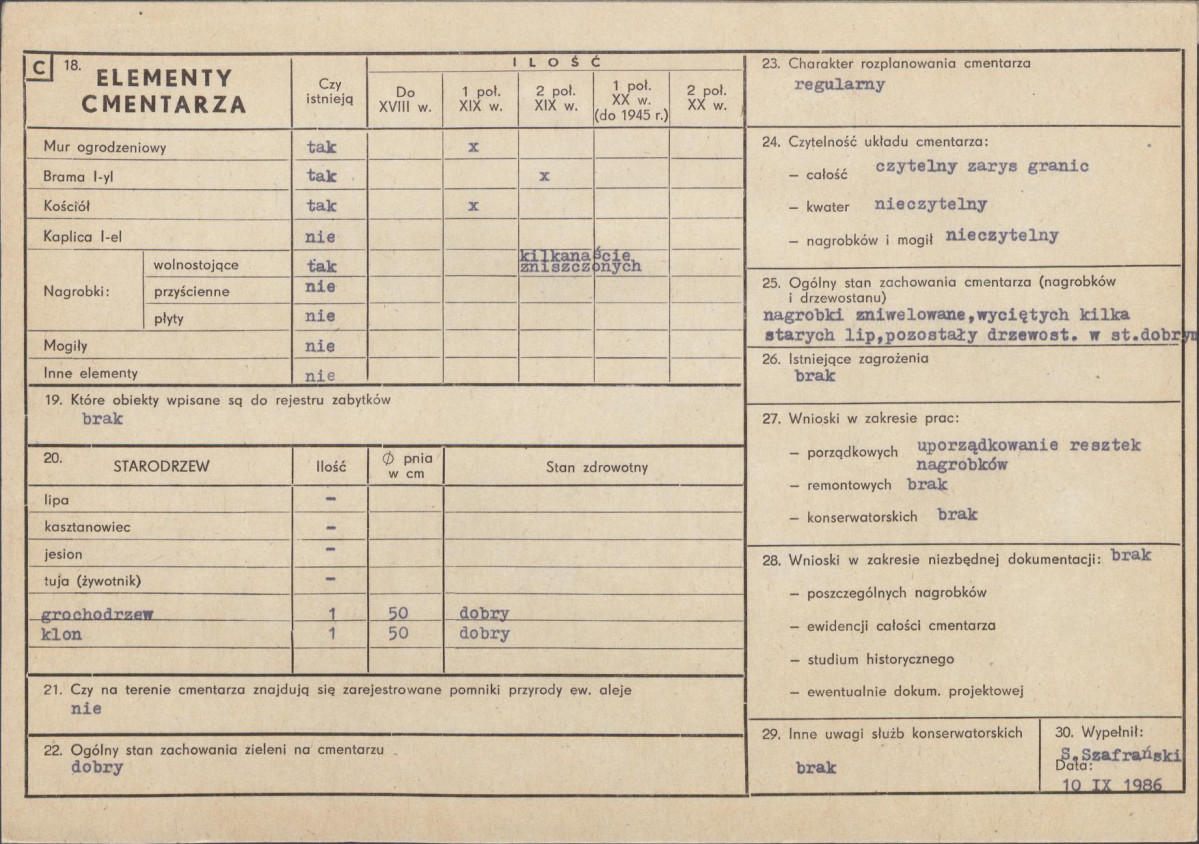 C 18. ELEMENTY CMENTARZA
Czy istnieją
I L O Ś Ć
Do XVIII w.
1 poł. XIX w.
2 poł. XIX w.
1 poł. XX w. (do 1945 r.)
2 poł. XX w.
Mur ogrodzeniowy tak x
Brama I-yl tak x
Kościół tak x
Kaplica I-el nie
Nagrobki:
wolnostojące tak kilkanaście zniszczonych
przyścienne nie
płyty nie
Mogiły nie
Inne elementy nie
19. Które obiekty wpisane są do rejestru zabytków
brak
20. STARODRZEW Ilość Ø pnia w cm Stan zdrowotny
lipa –
kasztanowiec –
jesion –
tuja (żywotnik) –
grochodrzew 1 50 dobry
klon 1 50 dobry
21. Czy na terenie cmentarza znajdują się zarejestrowane pomniki przyrody ew. aleje
nie
22. Ogólny stan zachowania zieleni na cmentarzu
dobry
23. Charakter rozplanowania cmentarza
regularny
24. Czytelność układu cmentarza:
– całość czytelny zarys granic
– kwater nieczytelny
– nagrobków i mogił nieczytelny
25. Ogólny stan zachowania cmentarza (nagrobków
i drzewostanu)
nagrobki zniwelowane,wyciętych kilka
starych lip,pozostały drzewost. w st.dobrym
26. Istniejące zagrożenia
brak
27. Wnioski w zakresie prac:
– porządkowych uporządkowanie resztek
nagrobków
– remontowych brak
– konserwatorskich brak
28. Wnioski w zakresie niezbędnej dokumentacji: brak
– poszczególnych nagrobków
– ewidencji całości cmentarza
– studium historycznego
– ewentualnie dokum. projektowej
29. Inne uwagi służb konserwatorskich
brak
30. Wypełnił:
S.Szafrański
Data:
10 IX 1986